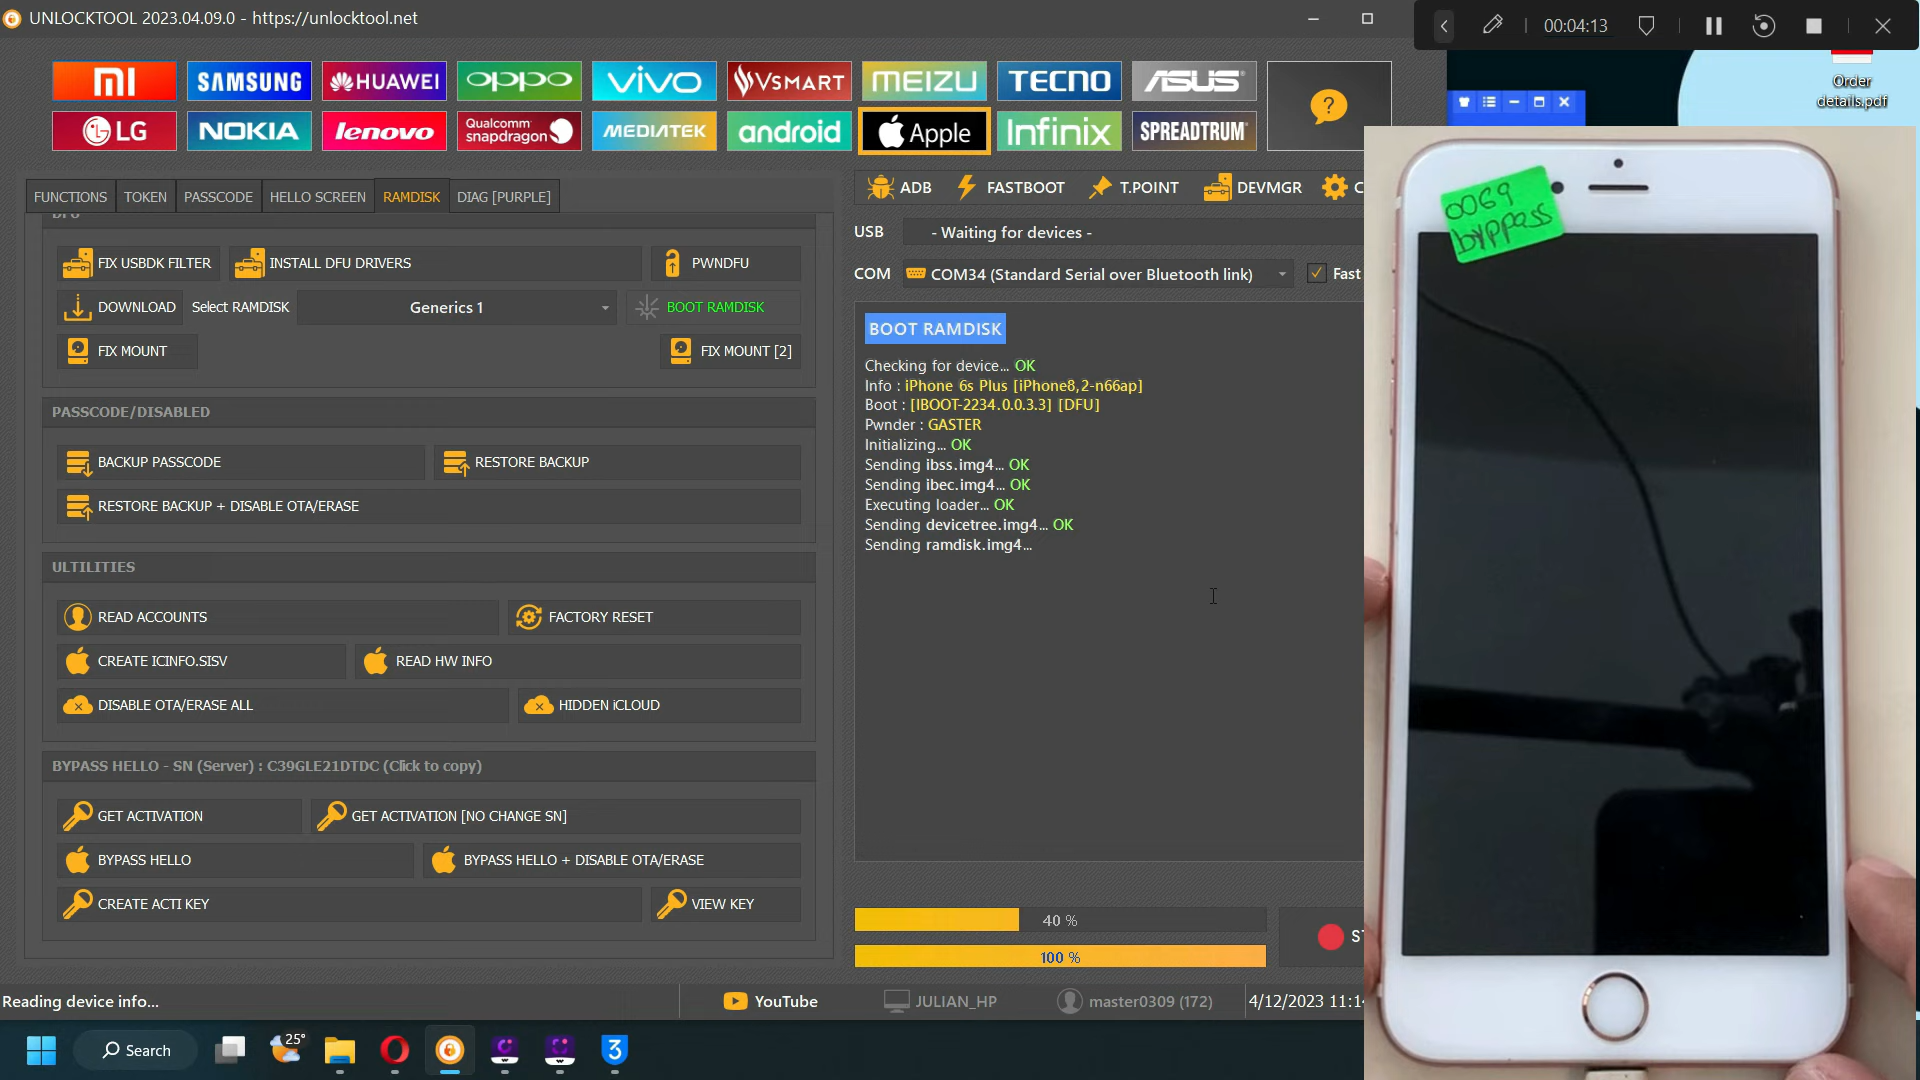 UNLOCKTOOL 2023.04.09.0 - https://unlocktool.net
00:04:13
Order
details.pdf
SAMSUNG
HUAWEI
oppo
vivo
VSMART
MEIZU
TECNO
ASUS
?
LG
NOKIA
lenovo
Qualcomm
snapdragon
MEDIATEK
android
Apple
Infinix
SPREADTRUM
FUNCTIONS
TOKEN
PASSCODE
HELLO SCREEN
RAMDISK
DIAG [PURPLE]
ADB
FASTBOOT
T.POINT
DEVMGR
C
DFU
FIX USBDK FILTER
INSTALL DFU DRIVERS
PWNDFU
DOWNLOAD
Select RAMDISK
Generics 1
BOOT RAMDISK
FIX MOUNT
FIX MOUNT [2]
PASSCODE/DISABLED
BACKUP PASSCODE
RESTORE BACKUP
RESTORE BACKUP + DISABLE OTA/ERASE
ULTILITIES
READ ACCOUNTS
FACTORY RESET
CREATE ICINFO.SISV
READ HW INFO
DISABLE OTA/ERASE ALL
HIDDEN iCLOUD
BYPASS HELLO - SN (Server) : C39GLE21DTDC (Click to copy)
GET ACTIVATION
GET ACTIVATION [NO CHANGE SN]
BYPASS HELLO
BYPASS HELLO + DISABLE OTA/ERASE
CREATE ACTI KEY
VIEW KEY
USB
- Waiting for devices -
COM
COM34 (Standard Serial over Bluetooth link)
Fast
BOOT RAMDISK
Checking for device... OK
Info : iPhone 6s Plus [iPhone8,2-n66ap]
Boot : [IBOOT-2234.0.0.3.3] [DFU]
Pwnder : GASTER
Initializing... OK
Sending ibss.img4... OK
Sending ibec.img4... OK
Executing loader... OK
Sending devicetree.img4... OK
Sending ramdisk.img4...
40 %
100 %
ST
0069
byppass
Reading device info...
YouTube
JULIAN_HP
master0309 (172)
4/12/2023 11:14
25°
Search
3